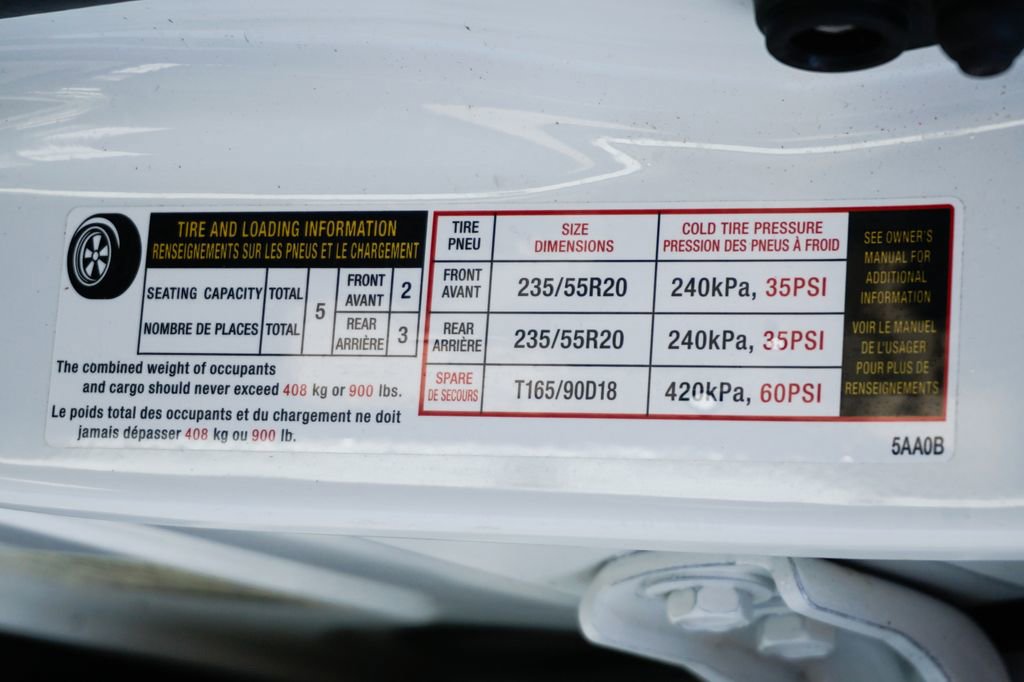 TIRE AND LOADING INFORMATION
RENSEIGNEMENTS SUR LES PNEUS ET LE CHARGEMENT
SEATING CAPACITY TOTAL 5 FRONT AVANT 2
NOMBRE DE PLACES TOTAL REAR ARRIÈRE 3
The combined weight of occupants
and cargo should never exceed 408 kg or 900 lbs.
Le poids total des occupants et du chargement ne doit
jamais dépasser 408 kg ou 900 lb.
TIRE SIZE COLD TIRE PRESSURE
PNEU DIMENSIONS PRESSION DES PNEUS À FROID
FRONT AVANT 235/55R20 240kPa, 35PSI
REAR ARRIÈRE 235/55R20 240kPa, 35PSI
SPARE DE SECOURS T165/90D18 420kPa, 60PSI
SEE OWNER'S
MANUAL FOR
ADDITIONAL
INFORMATION
VOIR LE MANUEL
DE L'USAGER
POUR PLUS DE
RENSEIGNEMENTS
5AA0B